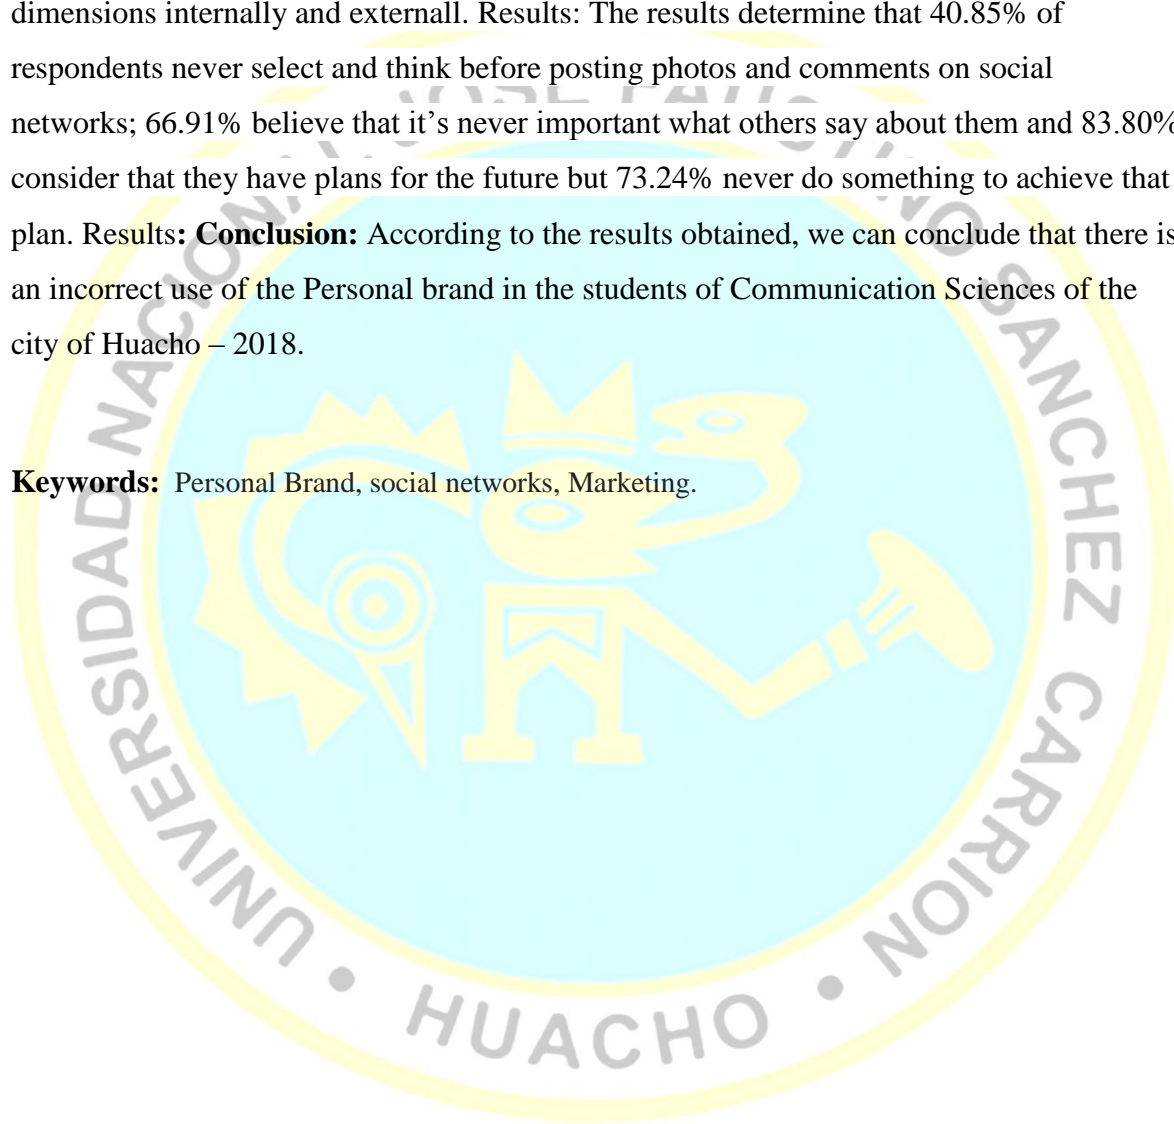 dimensions internally and externall. Results: The results determine that 40.85% of
respondents never select and think before posting photos and comments on social
networks; 66.91% believe that it’s never important what others say about them and 83.80%
consider that they have plans for the future but 73.24% never do something to achieve that
plan. Results: Conclusion: According to the results obtained, we can conclude that there is
an incorrect use of the Personal brand in the students of Communication Sciences of the
city of Huacho – 2018.
Keywords: Personal Brand, social networks, Marketing.
UNIVERSIDAD NACIONAL JOSE FAUSTINO SANCHEZ CARRION
• HUACHO •